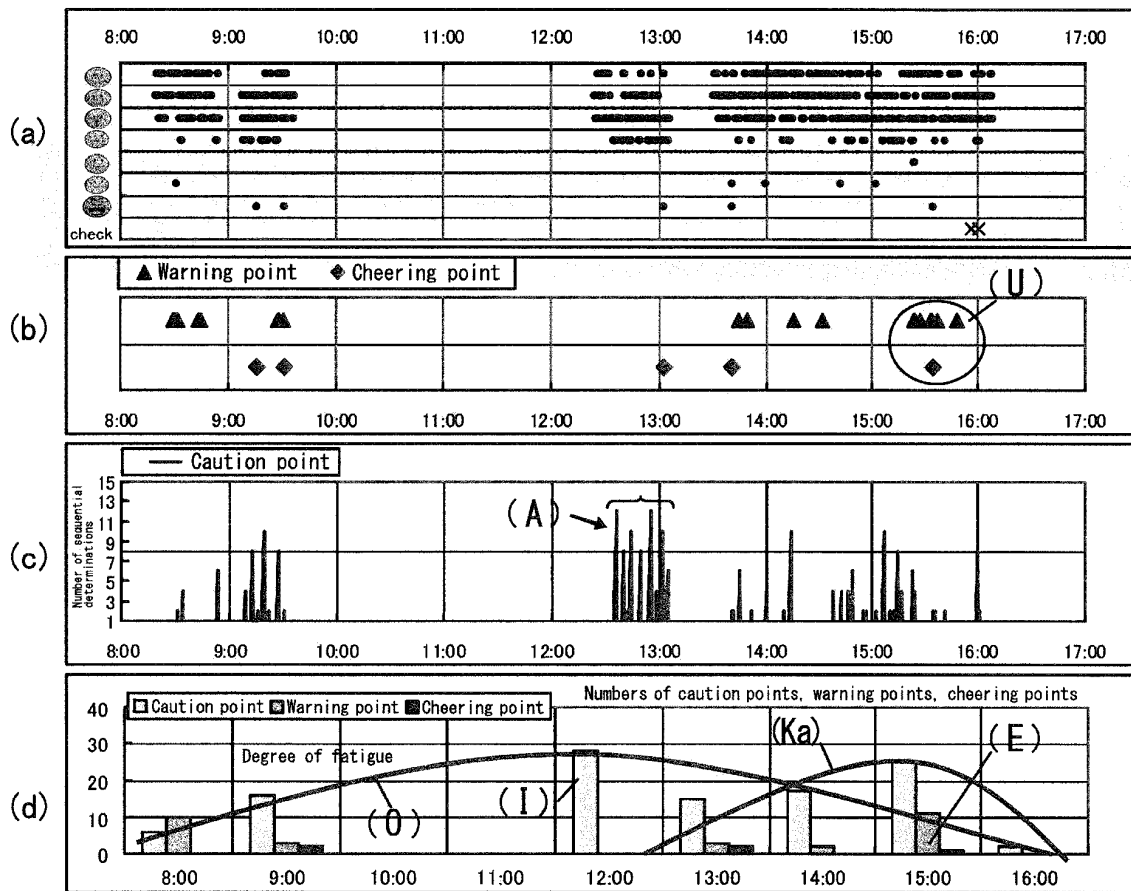 8:00 9:00 10:00 11:00 12:00 13:00 14:00 15:00 16:00 17:00
(a)
check
▲ Warning point ◆ Cheering point
(U)
(b)
8:00 9:00 10:00 11:00 12:00 13:00 14:00 15:00 16:00 17:00
Caution point
15
13
11
9
7
5
3
1
Number of sequential
determinations
(A)
(c)
8:00 9:00 10:00 11:00 12:00 13:00 14:00 15:00 16:00 17:00
Caution point Warning point Cheering point
Numbers of caution points, warning points, cheering points
40
30
20
10
0
Degree of fatigue
(O)
(I)
(Ka)
(E)
(d)
8:00 9:00 10:00 11:00 12:00 13:00 14:00 15:00 16:00